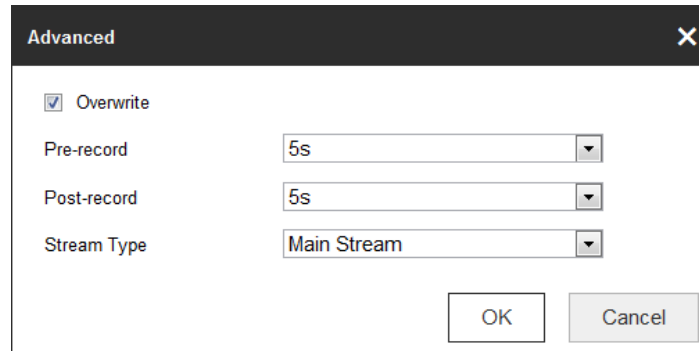 Advanced
Overwrite
Pre-record 5s
Post-record 5s
Stream Type Main Stream
OK Cancel